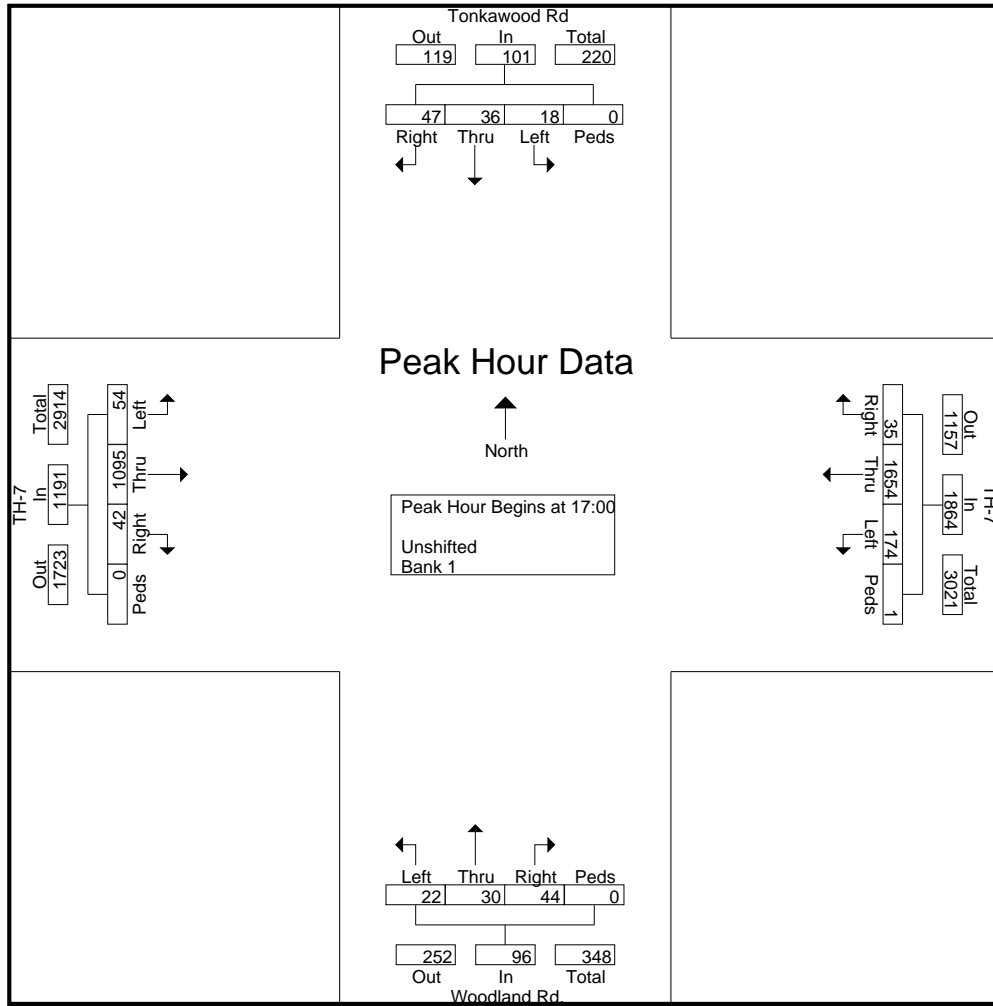 Tonkawood Rd
Out In Total
119 101 220
47 36 18 0
Right Thru Left Peds
Peak Hour Data
North
Peak Hour Begins at 17:00
Unshifted
Bank 1
TH-7
Total In Out
2914 1191 1723
54 1095 42 0
Left Thru Right Peds
TH-7
Out In Total
1157 1864 3021
35 1654 174 1
Right Thru Left Peds
Left Thru Right Peds
22 30 44 0
252 96 348
Out In Total
Woodland Rd.